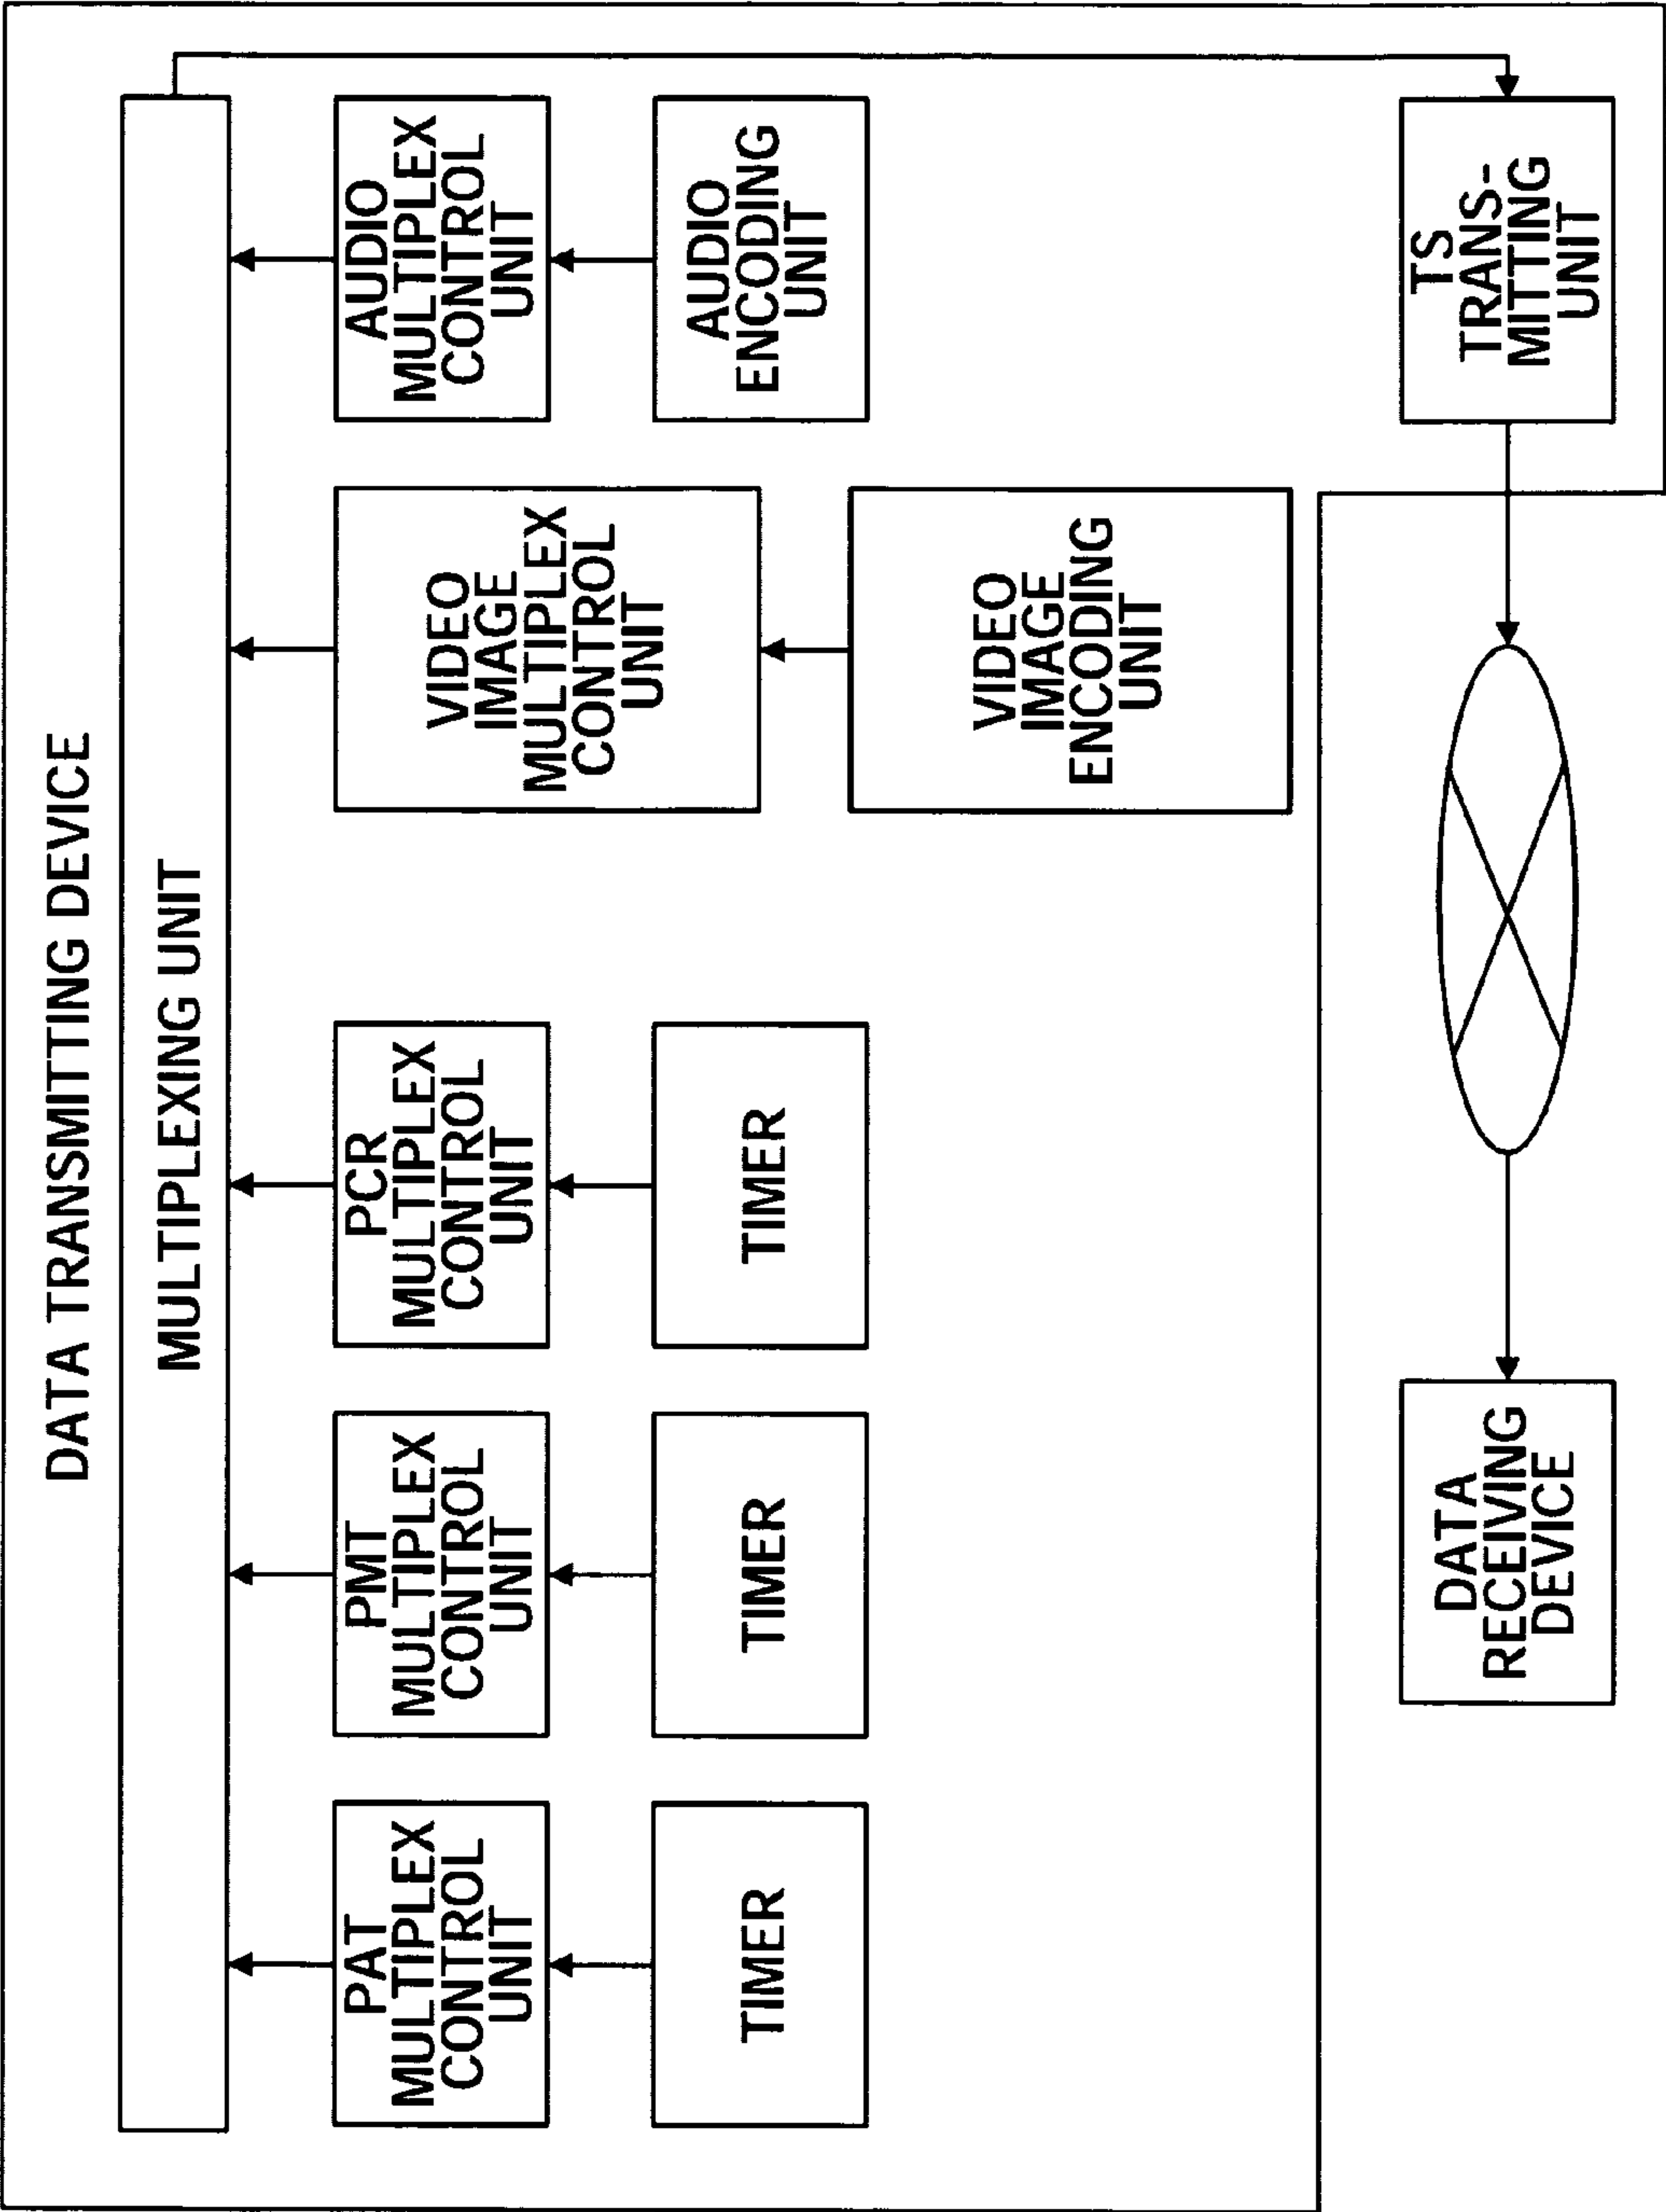 DATA TRANSMITTING DEVICE
MULTIPLEXING UNIT
PAT
MULTIPLEX
CONTROL
UNIT
PMT
MULTIPLEX
CONTROL
UNIT
PCR
MULTIPLEX
CONTROL
UNIT
VIDEO
IMAGE
MULTIPLEX
CONTROL
UNIT
AUDIO
MULTIPLEX
CONTROL
UNIT
TIMER
TIMER
TIMER
VIDEO
IMAGE
ENCODING
UNIT
AUDIO
ENCODING
UNIT
DATA
RECEIVING
DEVICE
TS
TRANS-
MITTING
UNIT